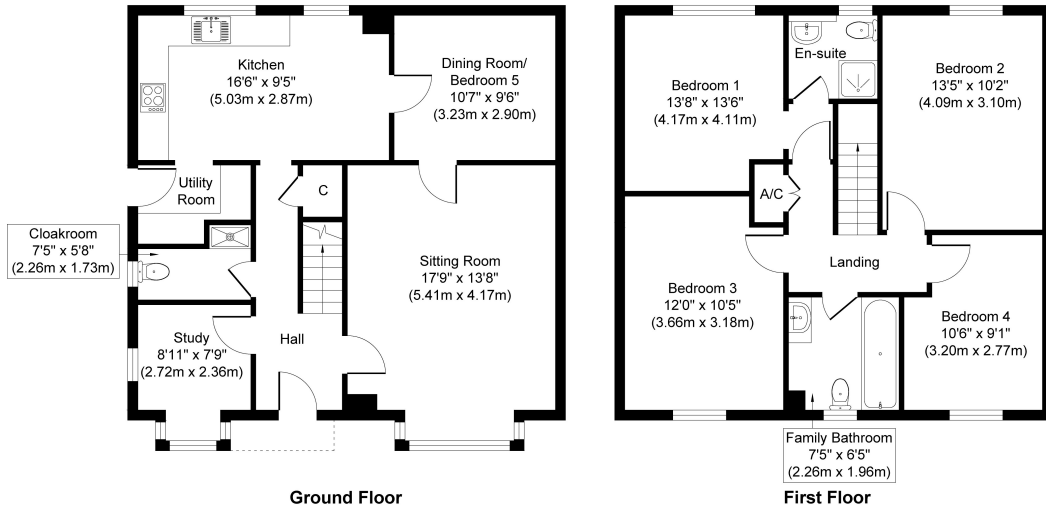 Kitchen
16'6" x 9'5"
(5.03m x 2.87m)
Dining Room/
Bedroom 5
10'7" x 9'6"
(3.23m x 2.90m)
Utility
Room
C
Cloakroom
7'5" x 5'8"
(2.26m x 1.73m)
Sitting Room
17'9" x 13'8"
(5.41m x 4.17m)
Study
8'11" x 7'9"
(2.72m x 2.36m)
Hall
Ground Floor
Bedroom 1
13'8" x 13'6"
(4.17m x 4.11m)
En-suite
Bedroom 2
13'5" x 10'2"
(4.09m x 3.10m)
A/C
Landing
Bedroom 3
12'0" x 10'5"
(3.66m x 3.18m)
Bedroom 4
10'6" x 9'1"
(3.20m x 2.77m)
Family Bathroom
7'5" x 6'5"
(2.26m x 1.96m)
First Floor